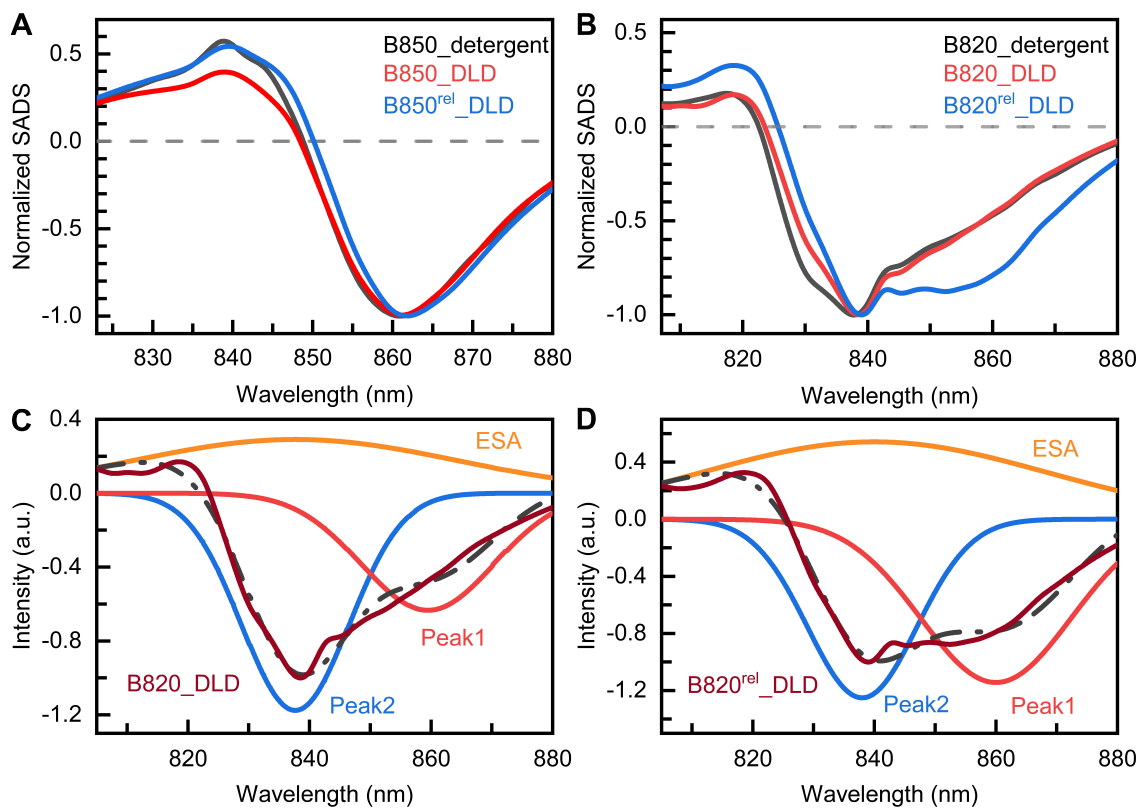 A
B850_detergent
B850_DLD
B850rel_DLD
0.5
0.0
-0.5
-1.0
Normalized SADS
830 840 850 860 870 880
Wavelength (nm)
B
B820_detergent
B820_DLD
B820rel_DLD
0.5
0.0
-0.5
-1.0
Normalized SADS
820 840 860 880
Wavelength (nm)
C
ESA
Peak1
Peak2
B820_DLD
0.4
0.0
-0.4
-0.8
-1.2
Intensity (a.u.)
820 840 860 880
Wavelength (nm)
D
ESA
Peak2
Peak1
B820rel_DLD
0.4
0.0
-0.4
-0.8
-1.2
Intensity (a.u.)
820 840 860 880
Wavelength (nm)